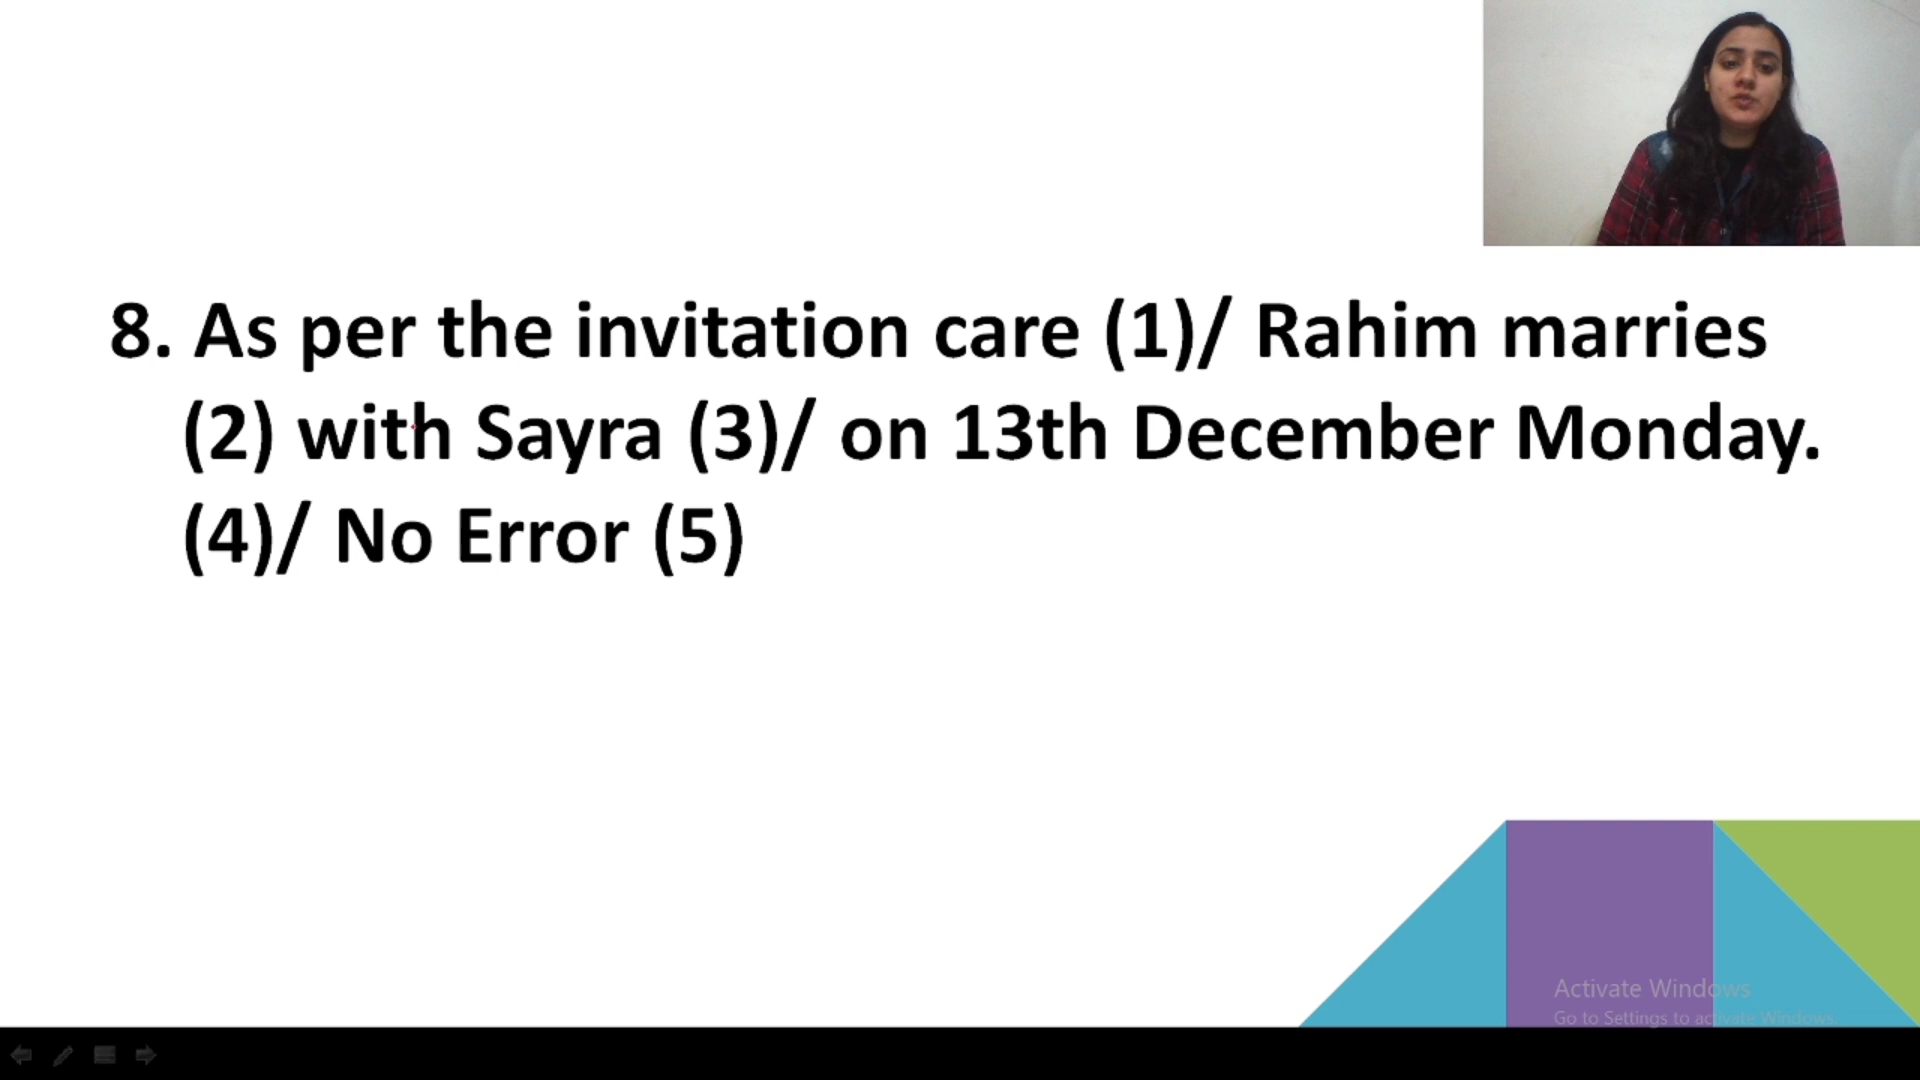 8. As per the invitation care (1)/ Rahim marries
(2) with Sayra (3)/ on 13th December Monday.
(4)/ No Error (5)
Activate Windows
Go to Settings to activate Windows.